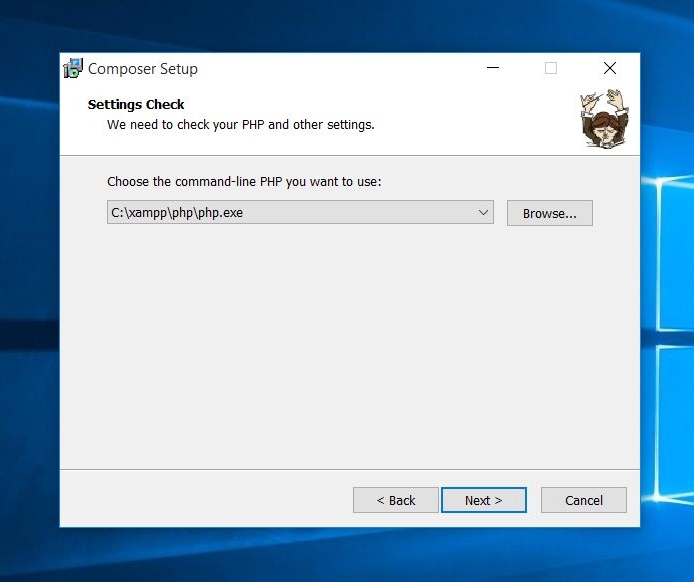 Composer Setup
Settings Check
We need to check your PHP and other settings.
Choose the command-line PHP you want to use:
C:\xampp\php\php.exe
Browse...
< Back
Next >
Cancel